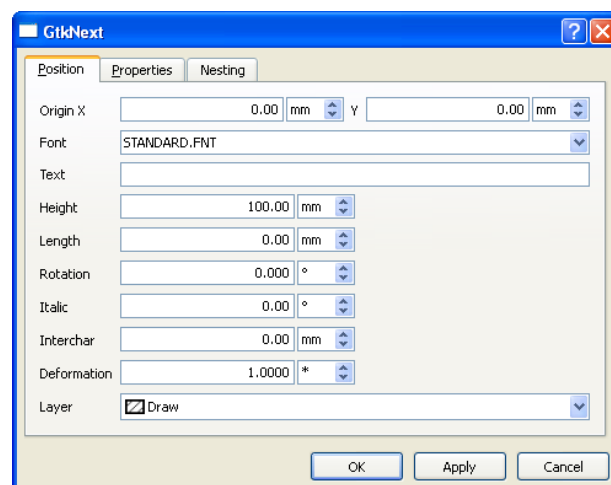 GtkNext
Position Properties Nesting
Origin X 0.00 mm Y 0.00 mm
Font STANDARD.FNT
Text
Height 100.00 mm
Length 0.00 mm
Rotation 0.000 °
Italic 0.00 °
Interchar 0.00 mm
Deformation 1.0000 *
Layer Draw
OK Apply Cancel